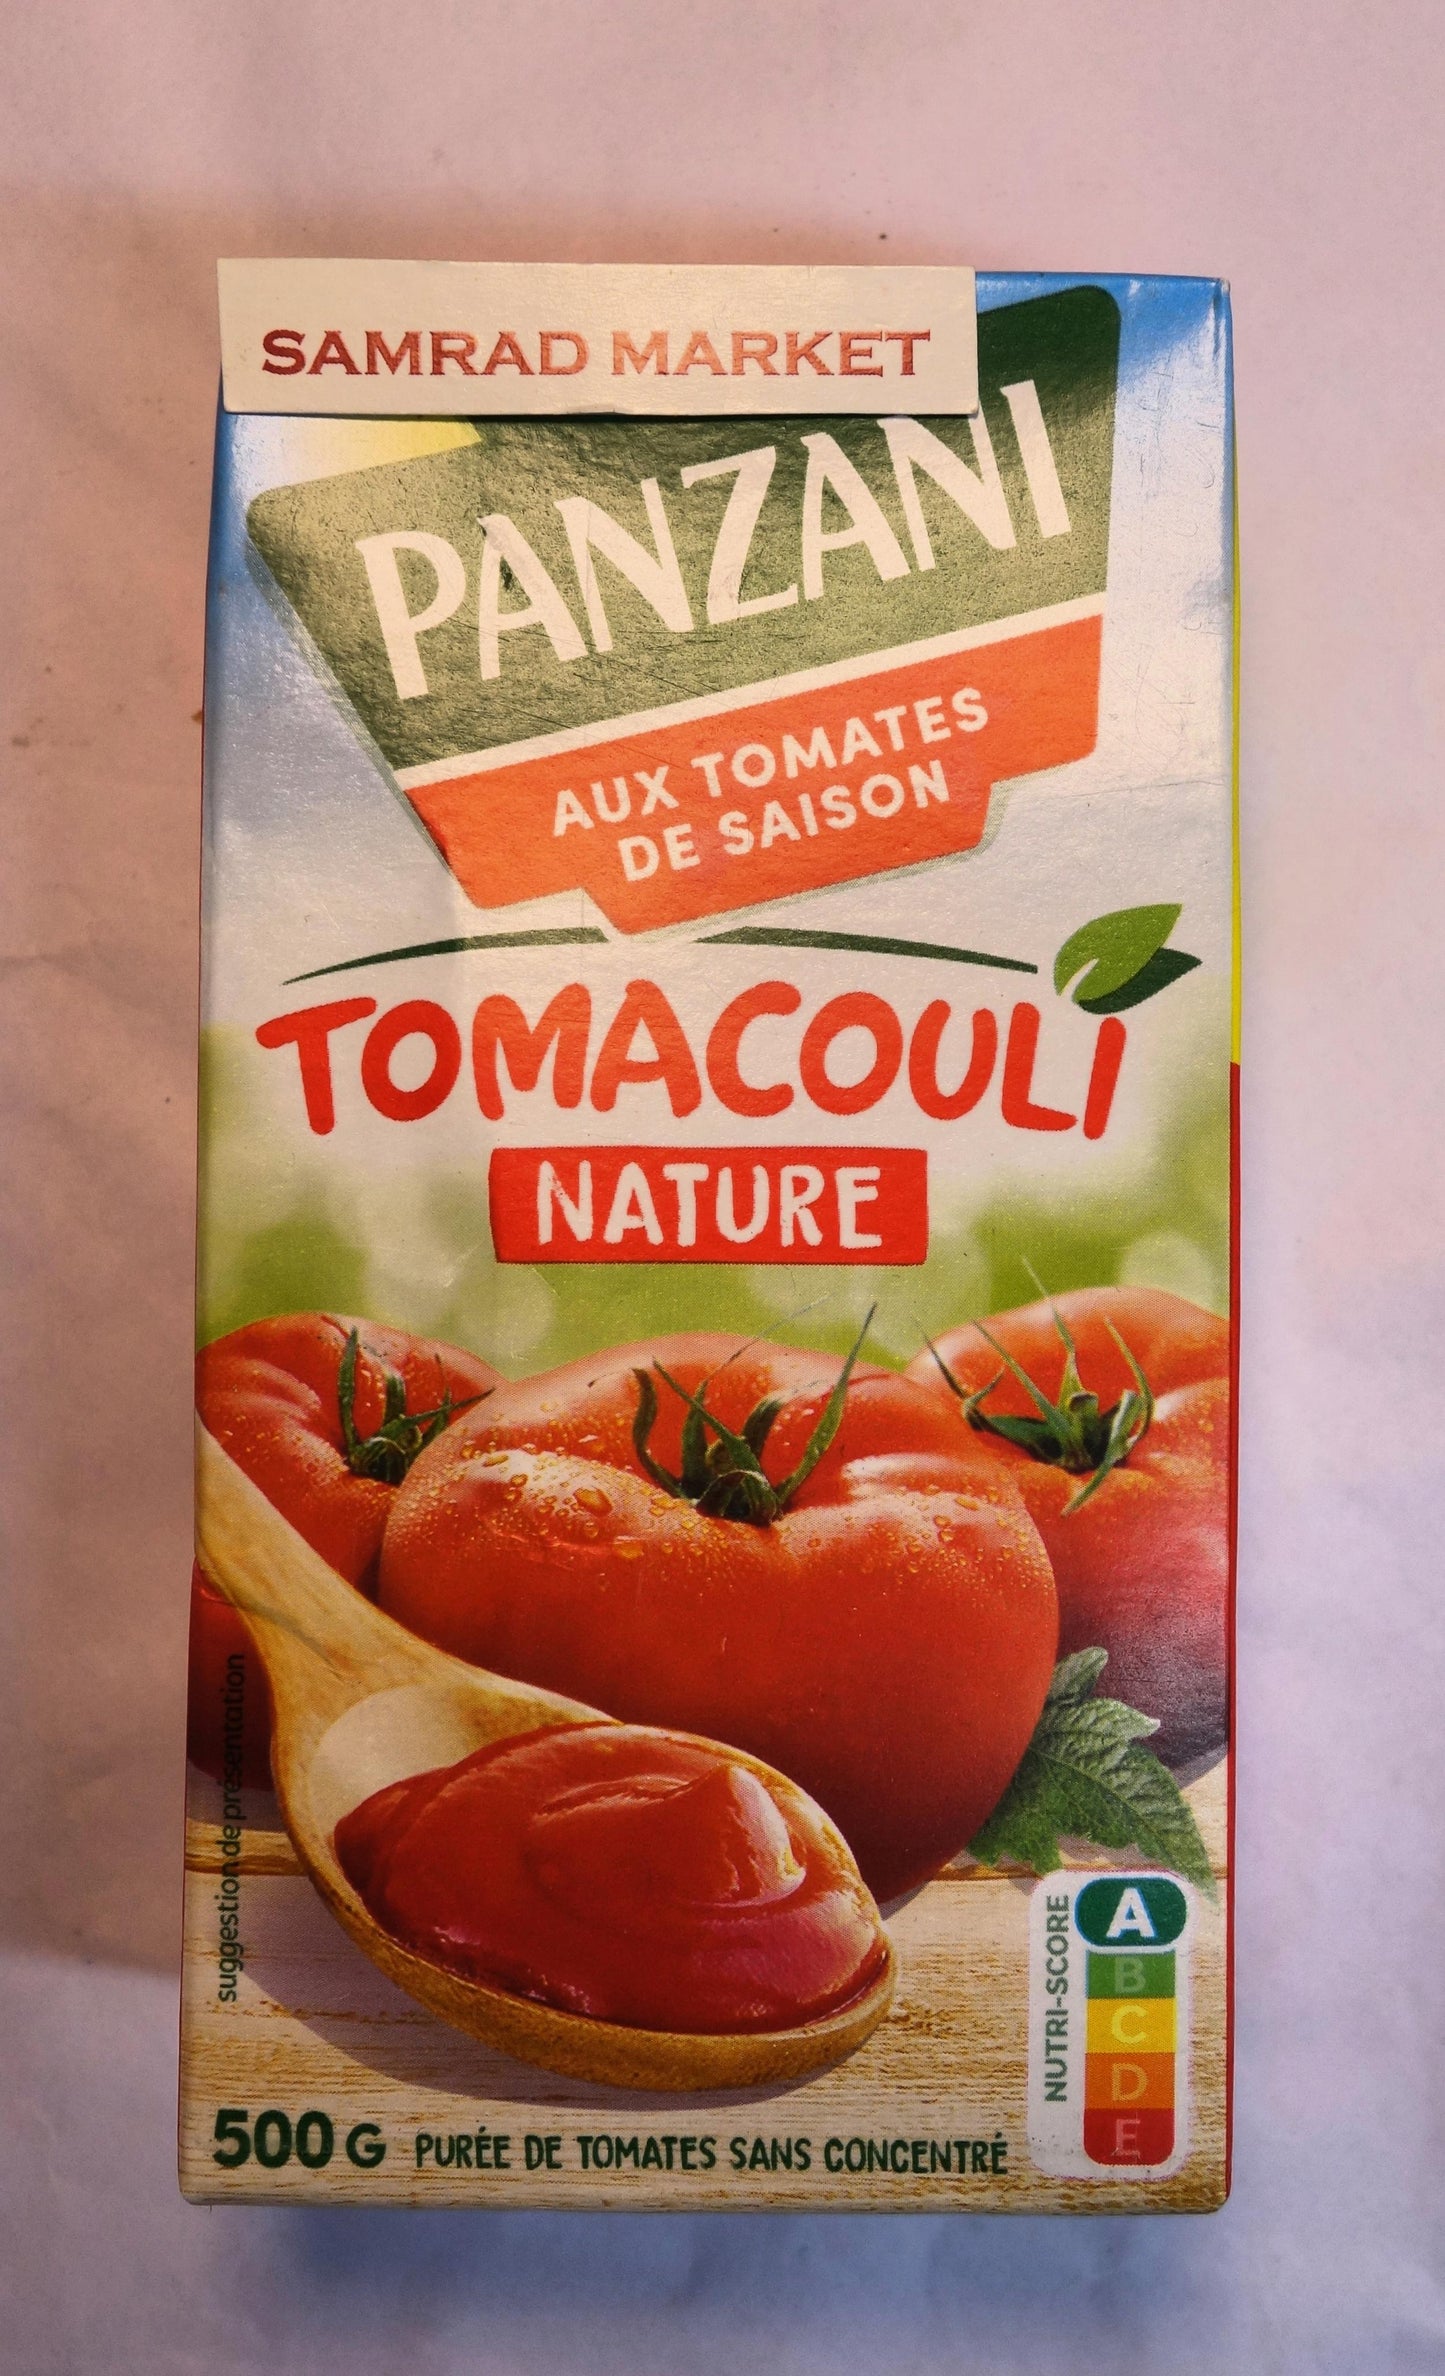 SAMRAD MARKET
PANZANI
AUX TOMATES
DE SAISON
TOMACOULI
NATURE
suggestion de présentation
NUTRI-SCORE
A
B
C
D
E
500 G PURÉE DE TOMATES SANS CONCENTRÉ